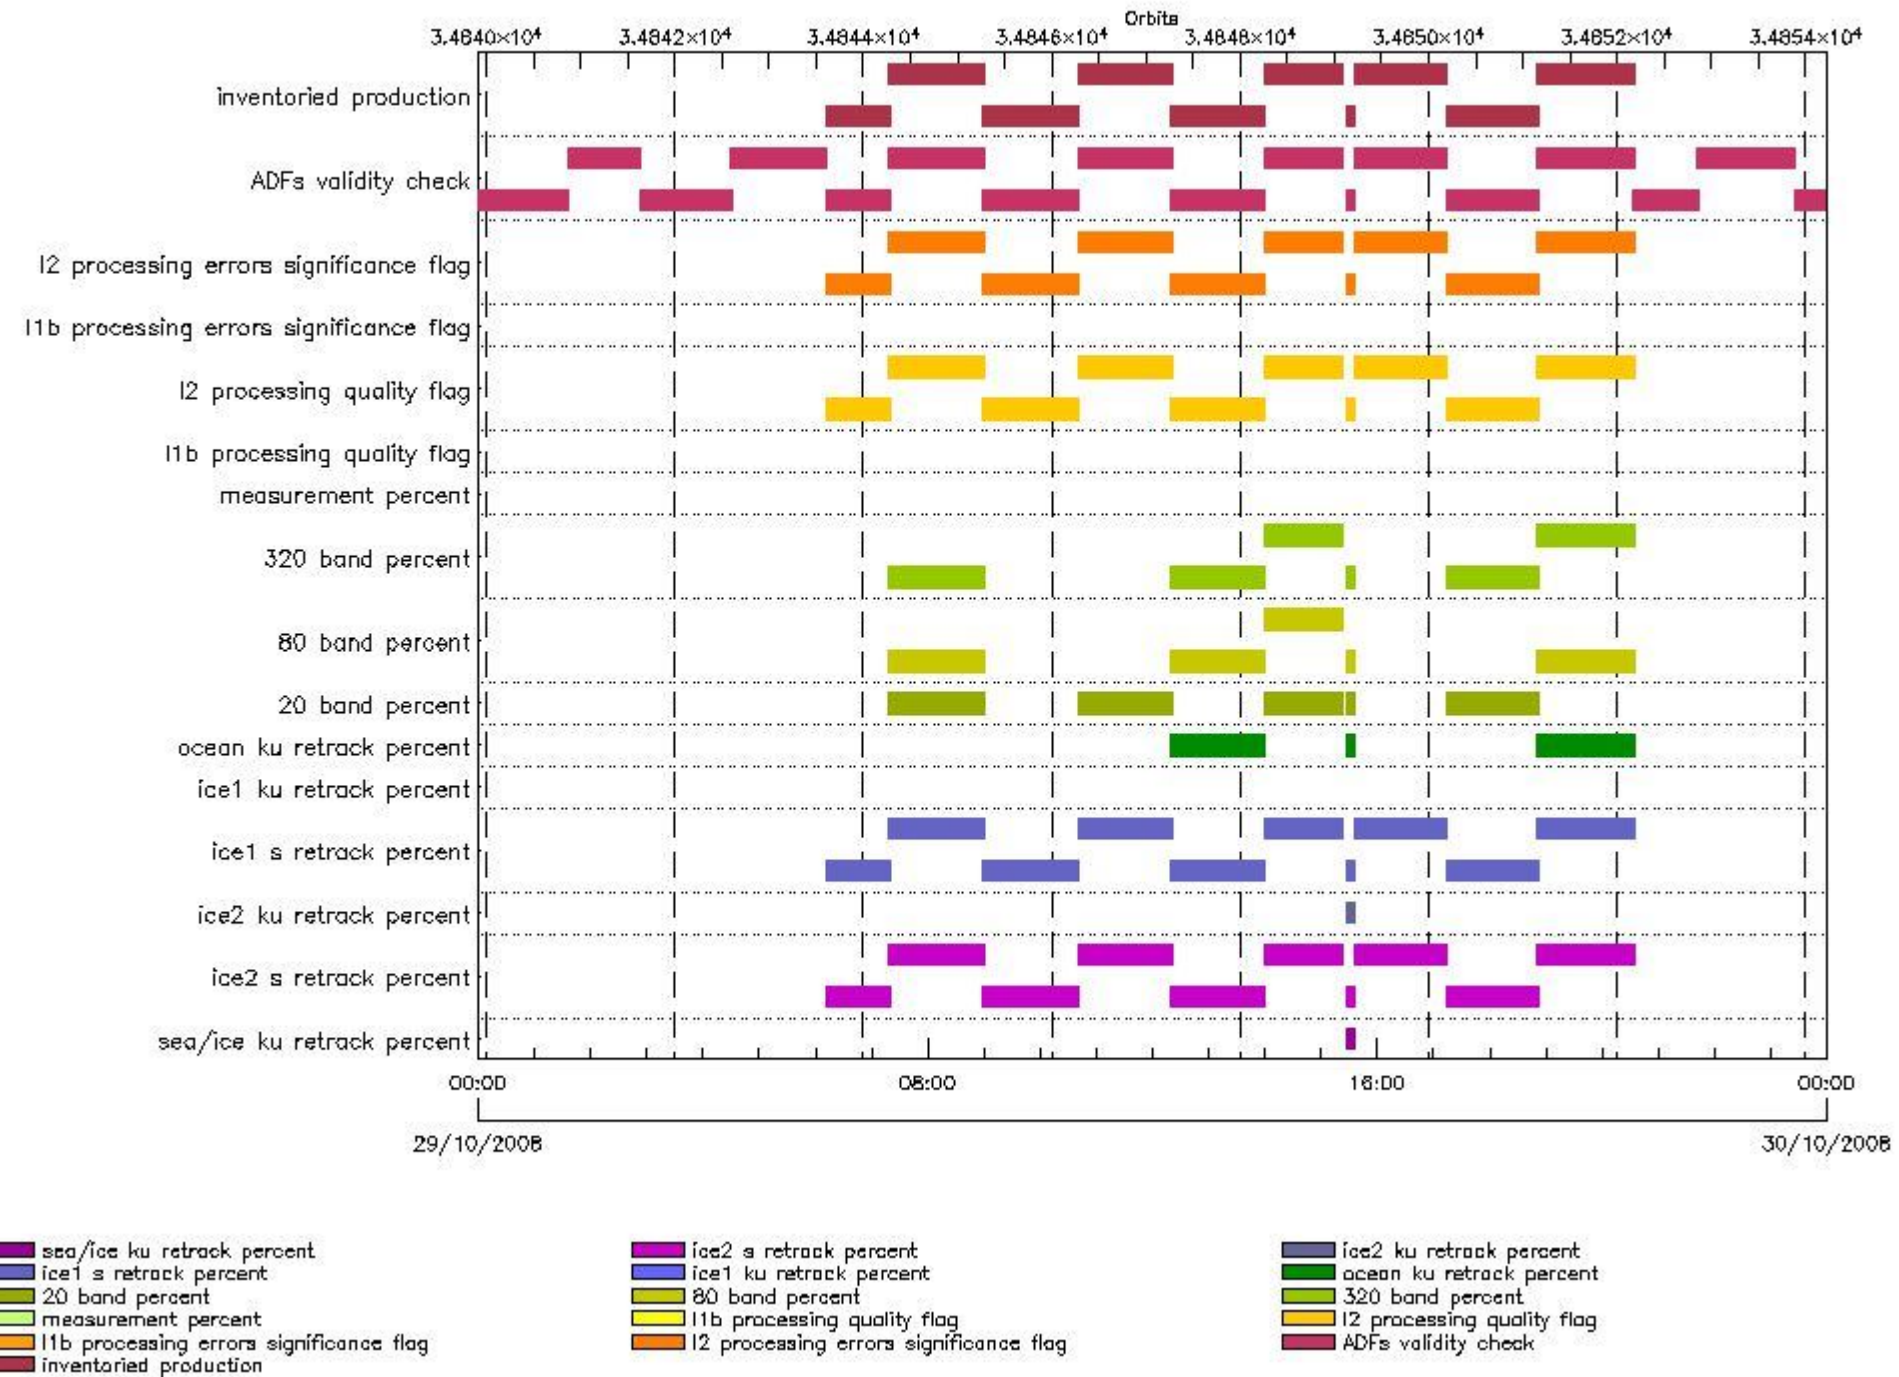 Orbits
3.4840×10⁴ 3.4842×10⁴ 3.4844×10⁴ 3.4846×10⁴ 3.4848×10⁴ 3.4850×10⁴ 3.4852×10⁴ 3.4854×10⁴
inventoried production
ADFs validity check
l2 processing errors significance flag
l1b processing errors significance flag
l2 processing quality flag
l1b processing quality flag
measurement percent
320 band percent
80 band percent
20 band percent
ocean ku retrack percent
ice1 ku retrack percent
ice1 s retrack percent
ice2 ku retrack percent
ice2 s retrack percent
sea/ice ku retrack percent
00:00 08:00 16:00 00:00
29/10/2008 30/10/2008
sea/ice ku retrack percent ice2 s retrack percent ice2 ku retrack percent
ice1 s retrack percent ice1 ku retrack percent ocean ku retrack percent
20 band percent 80 band percent 320 band percent
measurement percent l1b processing quality flag l2 processing quality flag
l1b processing errors significance flag l2 processing errors significance flag ADFs validity check
inventoried production